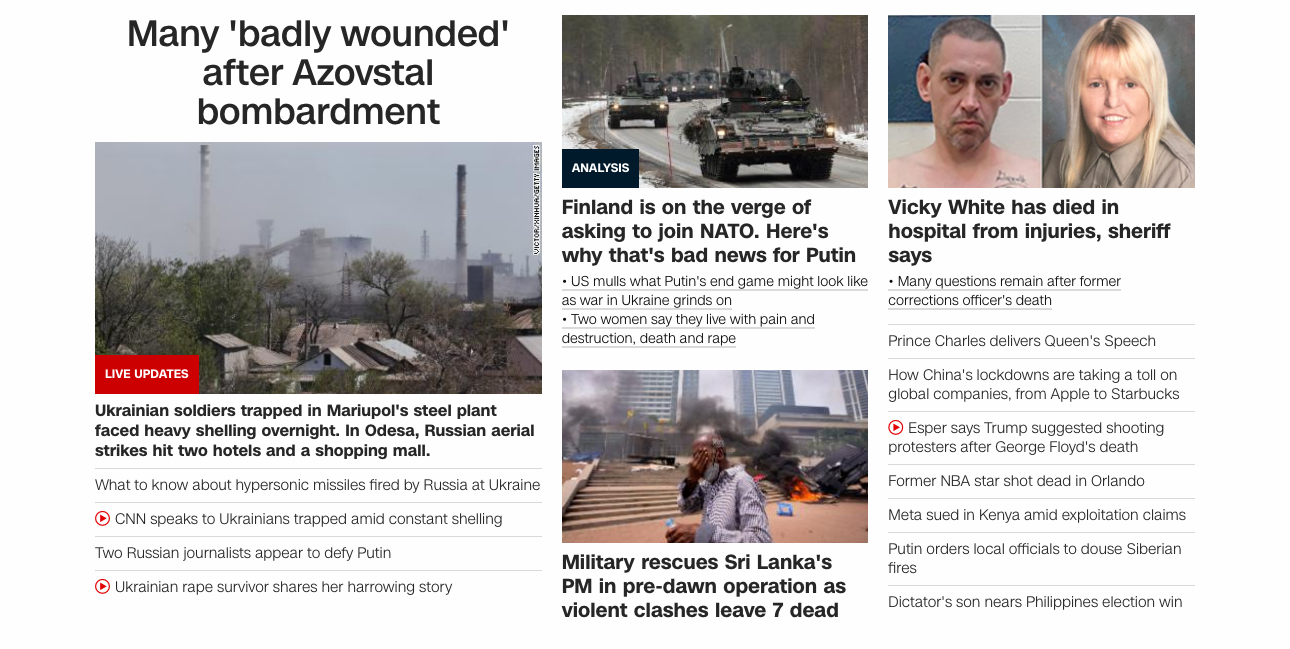 Many 'badly wounded'
after Azovstal
bombardment
VICTOR/XINHUA/GETTY IMAGES
LIVE UPDATES
Ukrainian soldiers trapped in Mariupol's steel plant
faced heavy shelling overnight. In Odesa, Russian aerial
strikes hit two hotels and a shopping mall.
What to know about hypersonic missiles fired by Russia at Ukraine
CNN speaks to Ukrainians trapped amid constant shelling
Two Russian journalists appear to defy Putin
Ukrainian rape survivor shares her harrowing story
ANALYSIS
Finland is on the verge of
asking to join NATO. Here's
why that's bad news for Putin
• US mulls what Putin's end game might look like
as war in Ukraine grinds on
• Two women say they live with pain and
destruction, death and rape
Military rescues Sri Lanka's
PM in pre-dawn operation as
violent clashes leave 7 dead
Vicky White has died in
hospital from injuries, sheriff
says
• Many questions remain after former
corrections officer's death
Prince Charles delivers Queen's Speech
How China's lockdowns are taking a toll on
global companies, from Apple to Starbucks
Esper says Trump suggested shooting
protesters after George Floyd's death
Former NBA star shot dead in Orlando
Meta sued in Kenya amid exploitation claims
Putin orders local officials to douse Siberian
fires
Dictator's son nears Philippines election win